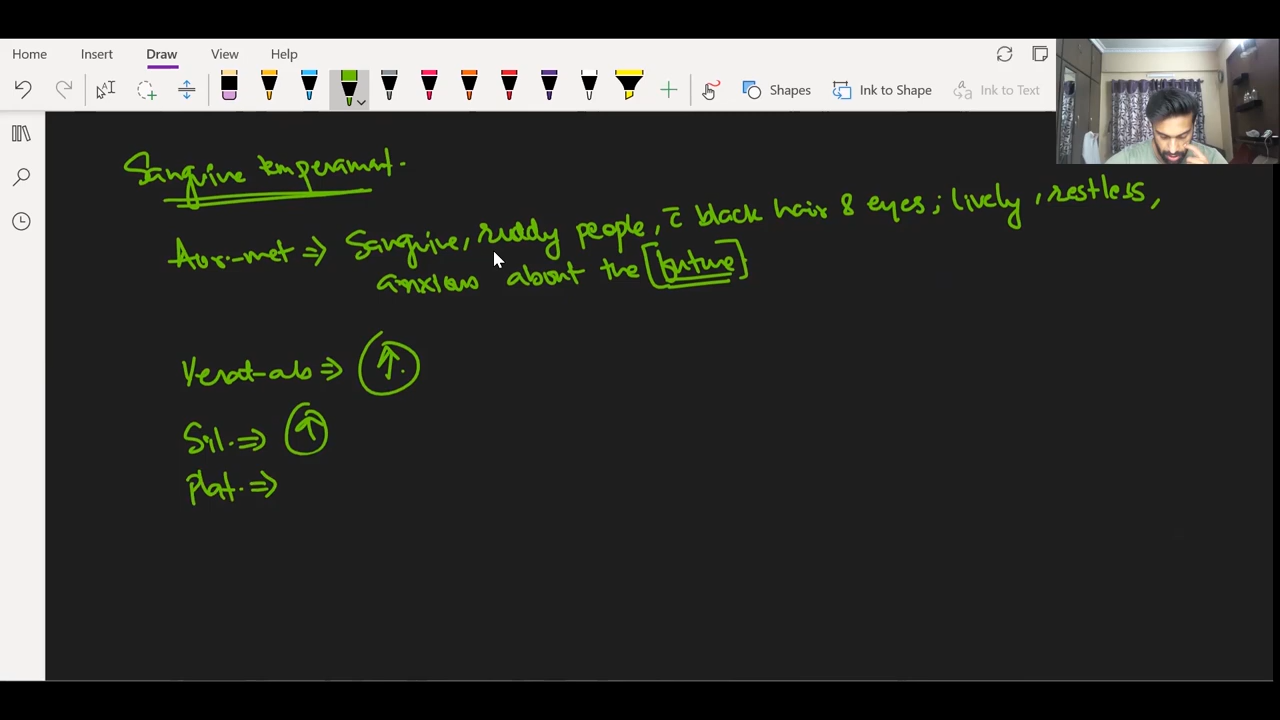 Home Insert Draw View Help
Shapes Ink to Shape Ink to Text
Sanguine temperament.
Aur.-met ⇒ Sanguine, ruddy people, c̄ black hair & eyes; lively, restless,
anxious about the [future]
Verat-alb ⇒ ↑
Sil. ⇒ ↑
Plat. ⇒